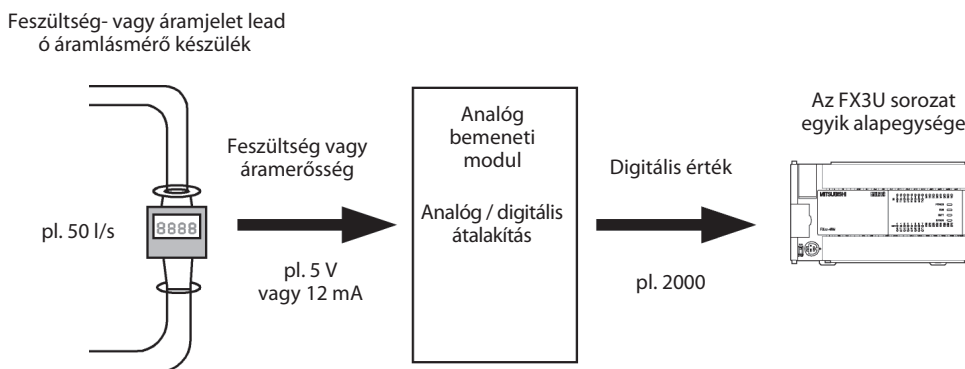 Feszültség- vagy áramjelet lead
ó áramlásmérő készülék
pl. 50 l/s
8888
Feszültség vagy
áramerősség
pl. 5 V
vagy 12 mA
Analóg
bemeneti
modul
Analóg / digitális
átalakítás
Digitális érték
pl. 2000
Az FX3U sorozat
egyik alapegysége
MITSUBISHI